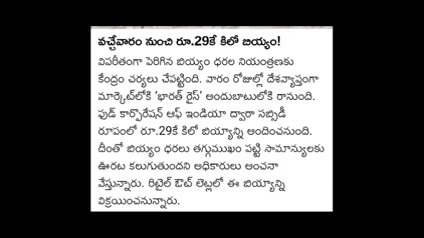 వచ్చేవారం నుంచి రూ.29కే కిలో బియ్యం!
విపరీతంగా పెరిగిన బియ్యం ధరల నియంత్రణకు
కేంద్రం చర్యలు చేపట్టింది. వారం రోజుల్లో దేశవ్యాప్తంగా
మార్కెట్‌లోకి 'భారత్ రైస్' అందుబాటులోకి రానుంది.
ఫుడ్ కార్పొరేషన్ ఆఫ్ ఇండియా ద్వారా సబ్సిడీ
రూపంలో రూ.29కే కిలో బియ్యాన్ని అందించనుంది.
దీంతో బియ్యం ధరలు తగ్గుముఖం పట్టి సామాన్యులకు
ఊరట కలుగుతుందని అధికారులు అంచనా
వేస్తున్నారు. రిటైల్ ఔట్ లెట్లలో ఈ బియ్యాన్ని
విక్రయించనున్నారు.